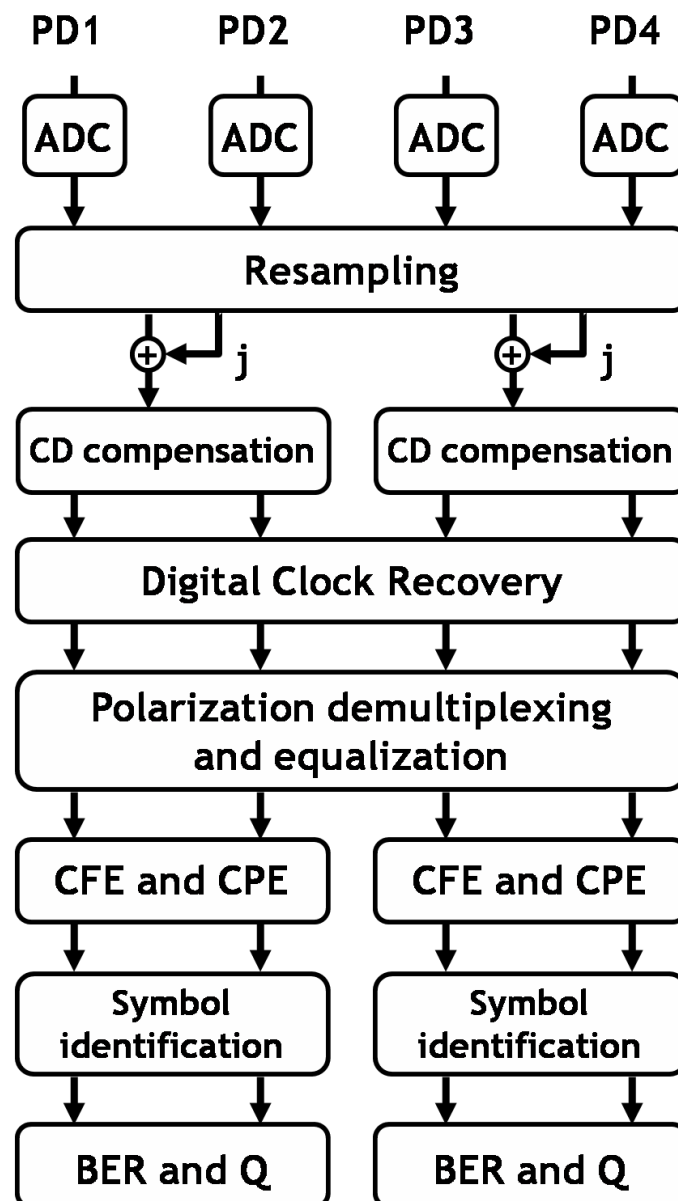 PD1 PD2 PD3 PD4
ADC ADC ADC ADC
Resampling
+ j + j
CD compensation CD compensation
Digital Clock Recovery
Polarization demultiplexing
and equalization
CFE and CPE CFE and CPE
Symbol
identification
Symbol
identification
BER and Q BER and Q